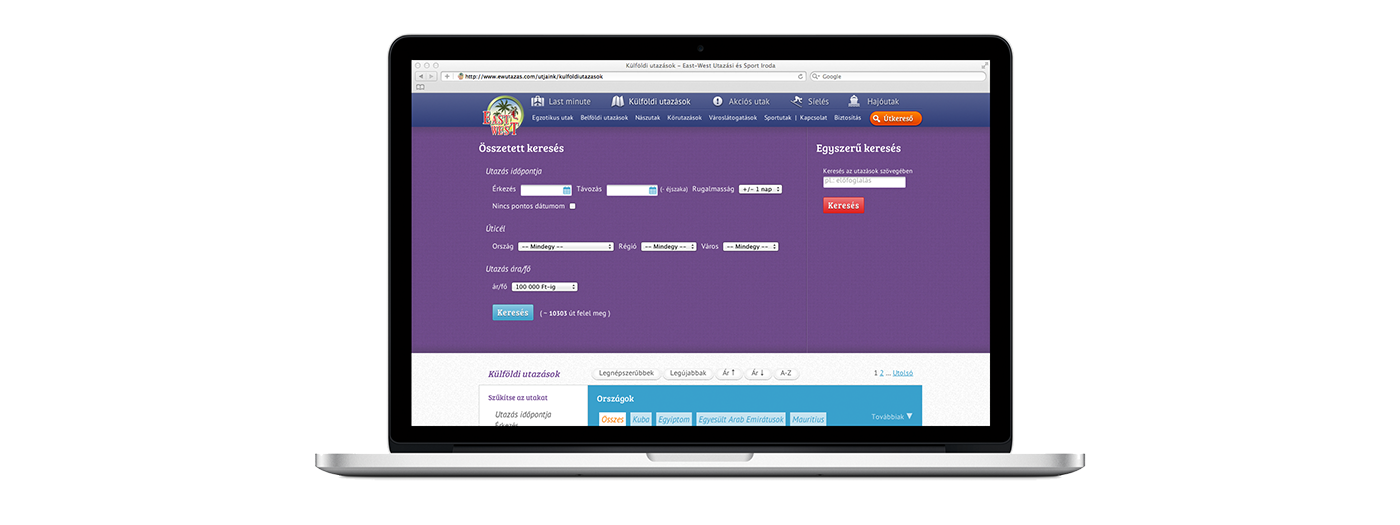 Külföldi utazások – East-West Utazási és Sport Iroda
http://www.ewutazas.com/utjaink/kulfoldiutazasok
Google
EAST WEST
Last minute Külföldi utazások Akciós utak Síelés Hajóutak
Egzotikus utak Belföldi utazások Nászutak Körutazások Városlátogatások Sportutak | Kapcsolat Biztosítás Útkereső
Összetett keresés
Utazás időpontja
Érkezés Távozás (- éjszaka) Rugalmasság +/- 1 nap
Nincs pontos dátumom
Úticél
Ország -- Mindegy -- Régió -- Mindegy -- Város -- Mindegy --
Utazás ára/fő
ár/fő 100 000 Ft-ig
Keresés ( ~ 10303 út felel meg )
Egyszerű keresés
Keresés az utazások szövegében
pl.: előfoglalás
Keresés
Külföldi utazások
Legnépszerűbbek Legújabbak Ár ↑ Ár ↓ A-Z
1 2 ... Utolsó
Szűkítse az utakat
Utazás időpontja
Érkezés
Országok
Összes Kuba Egyiptom Egyesült Arab Emirátusok Mauritius
Továbbiak ▼